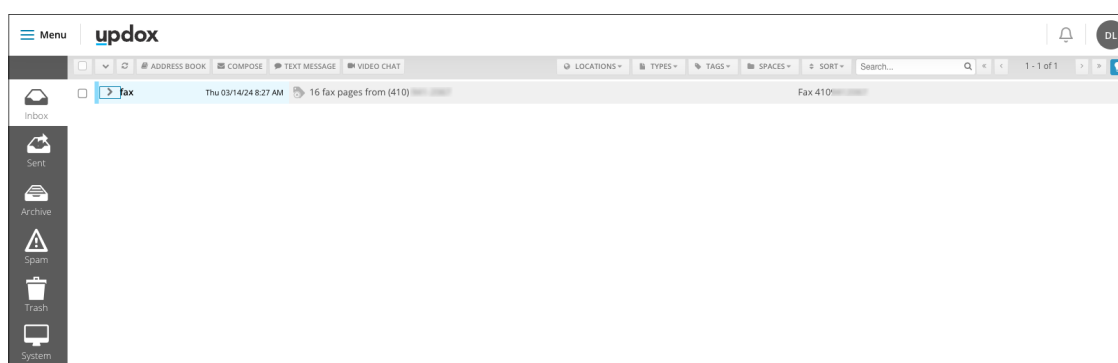 Menu updox DL
ADDRESS BOOK COMPOSE TEXT MESSAGE VIDEO CHAT LOCATIONS TYPES TAGS SPACES SORT Search... « < 1 - 1 of 1 > »
fax Thu 03/14/24 8:27 AM 16 fax pages from (410) Fax 410
Inbox
Sent
Archive
Spam
Trash
System